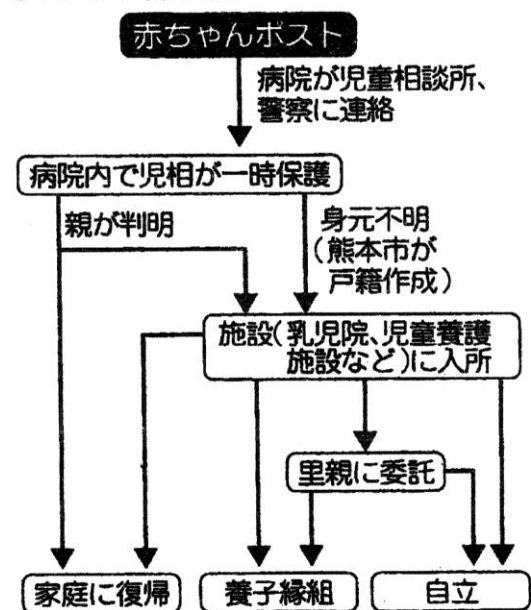 赤ちゃんポスト
病院が児童相談所、
警察に連絡
病院内で児相が一時保護
親が判明
身元不明
(熊本市が
戸籍作成)
施設(乳児院、児童養護
施設など)に入所
里親に委託
家庭に復帰
養子縁組
自立